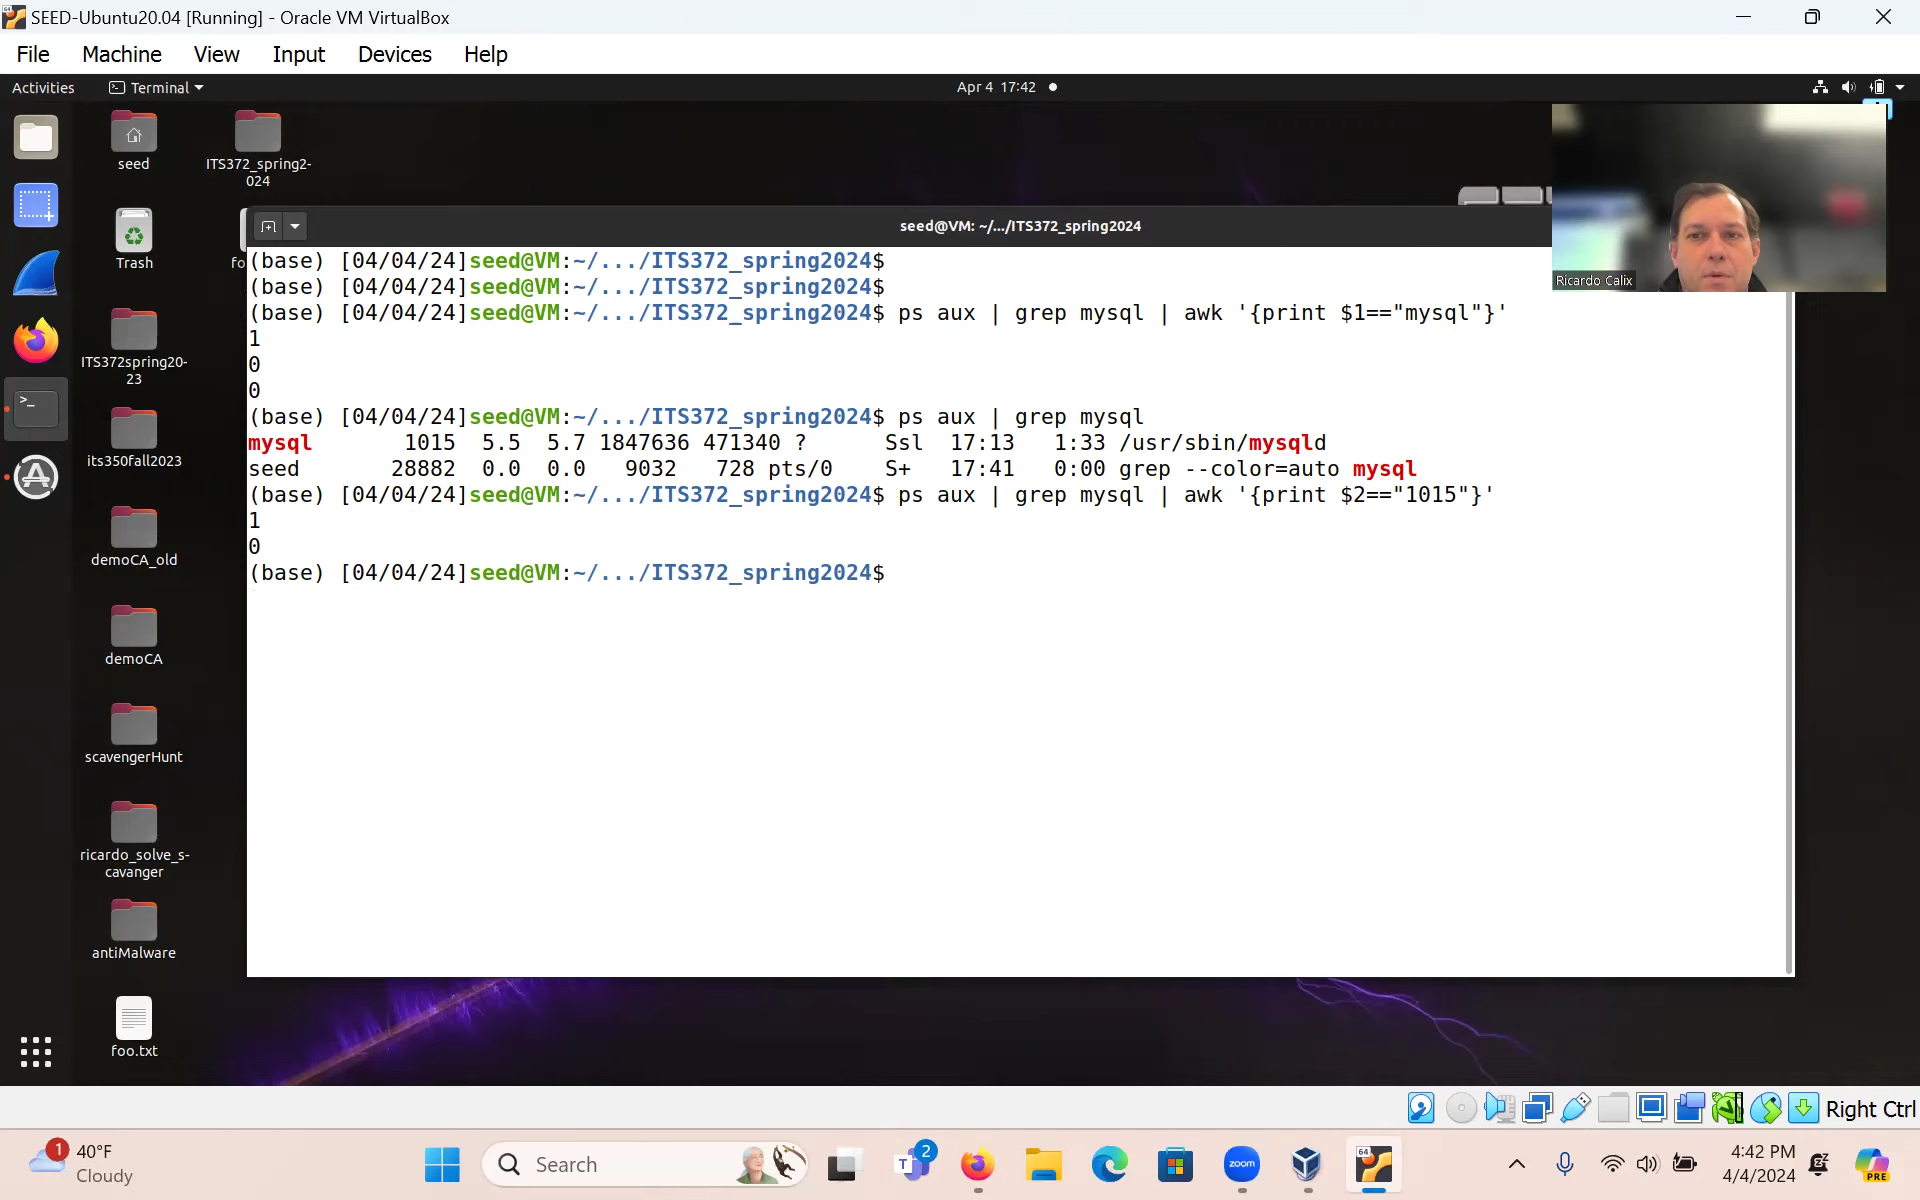 SEED-Ubuntu20.04 [Running] - Oracle VM VirtualBox
File Machine View Input Devices Help
Activities Terminal Apr 4 17:42
seed
ITS372_spring2-
024
Trash
fo
ITS372spring20-
23
its350fall2023
demoCA_old
demoCA
scavengerHunt
ricardo_solve_s-
cavanger
antiMalware
foo.txt
seed@VM: ~/.../ITS372_spring2024
Ricardo Calix
(base) [04/04/24]seed@VM:~/.../ITS372_spring2024$
(base) [04/04/24]seed@VM:~/.../ITS372_spring2024$
(base) [04/04/24]seed@VM:~/.../ITS372_spring2024$ ps aux | grep mysql | awk '{print $1=="mysql"}'
1
0
0
(base) [04/04/24]seed@VM:~/.../ITS372_spring2024$ ps aux | grep mysql
mysql 1015 5.5 5.7 1847636 471340 ? Ssl 17:13 1:33 /usr/sbin/mysqld
seed 28882 0.0 0.0 9032 728 pts/0 S+ 17:41 0:00 grep --color=auto mysql
(base) [04/04/24]seed@VM:~/.../ITS372_spring2024$ ps aux | grep mysql | awk '{print $2=="1015"}'
1
0
(base) [04/04/24]seed@VM:~/.../ITS372_spring2024$
Right Ctrl
1
40°F
Cloudy
Search
T
2
zoom
64
4:42 PM
4/4/2024
PRE